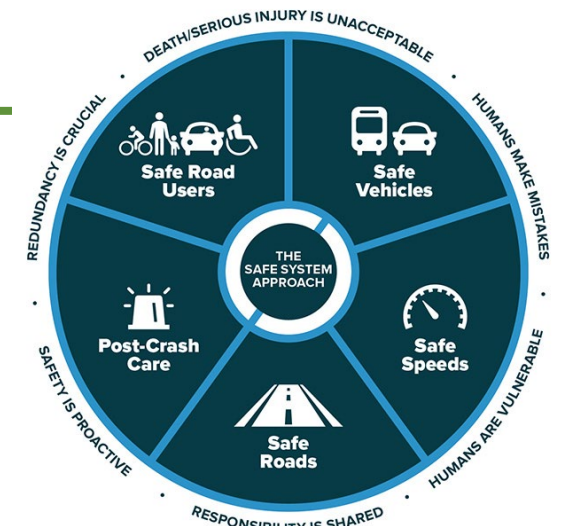 DEATH/SERIOUS INJURY IS UNACCEPTABLE
HUMANS MAKE MISTAKES
HUMANS ARE VULNERABLE
RESPONSIBILITY IS SHARED
SAFETY IS PROACTIVE
REDUNDANCY IS CRUCIAL
Safe Road
Users
Safe
Vehicles
THE
SAFE SYSTEM
APPROACH
Post-Crash
Care
Safe
Speeds
Safe
Roads